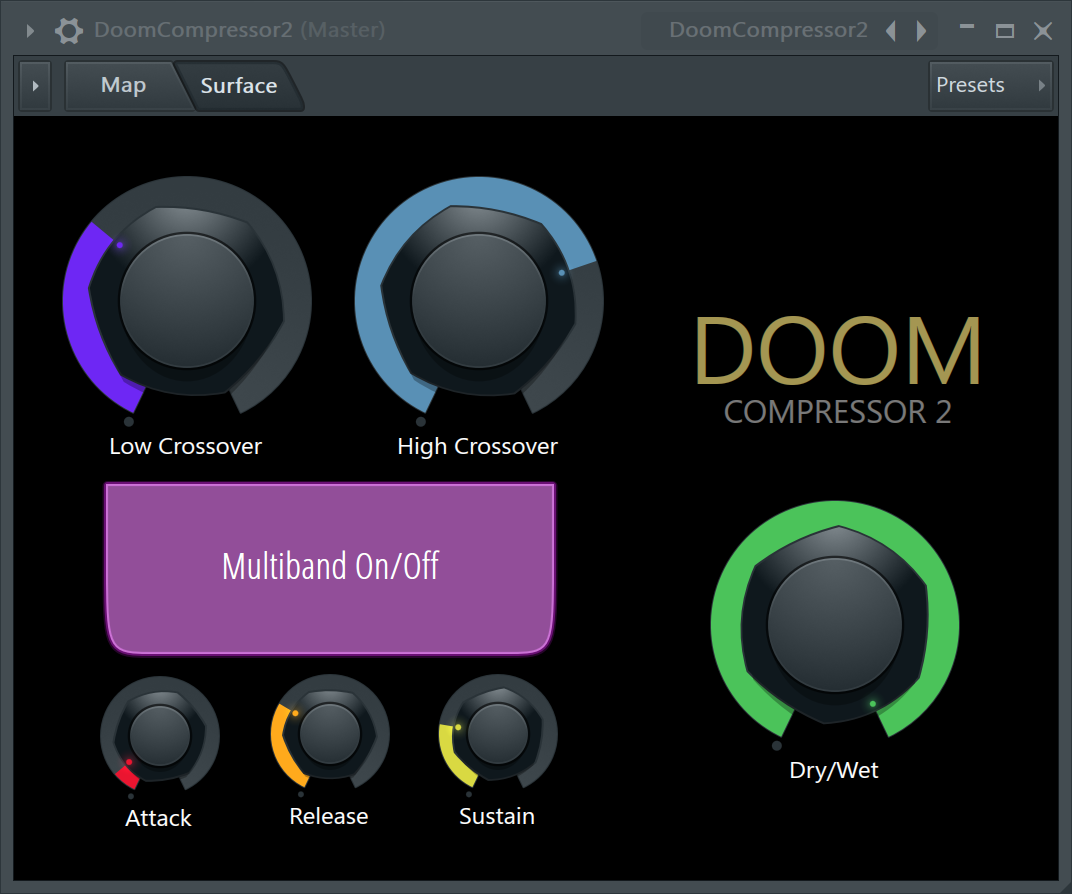 DoomCompressor2 (Master)
DoomCompressor2
Map
Surface
Presets
Low Crossover
High Crossover
DOOM
COMPRESSOR 2
Multiband On/Off
Dry/Wet
Attack
Release
Sustain